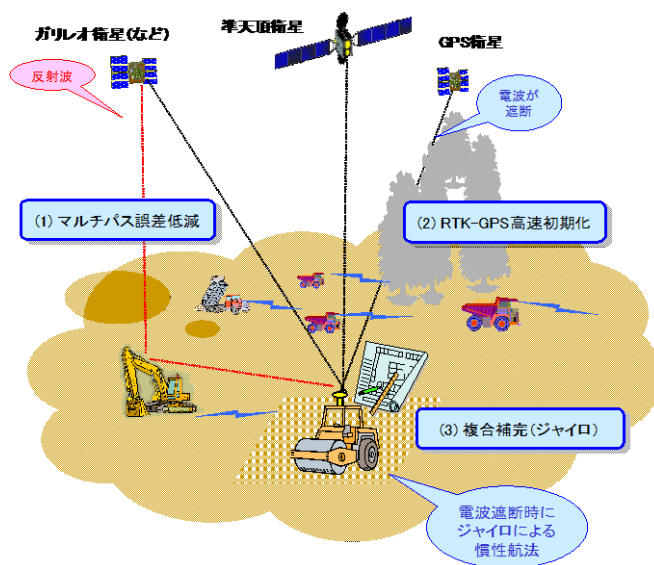 ガリレオ衛星(など)
準天頂衛星
GPS衛星
反射波
電波が
遮断
(1) マルチパス誤差低減
(2) RTK-GPS高速初期化
(3) 複合補完(ジャイロ)
電波遮断時に
ジャイロによる
慣性航法